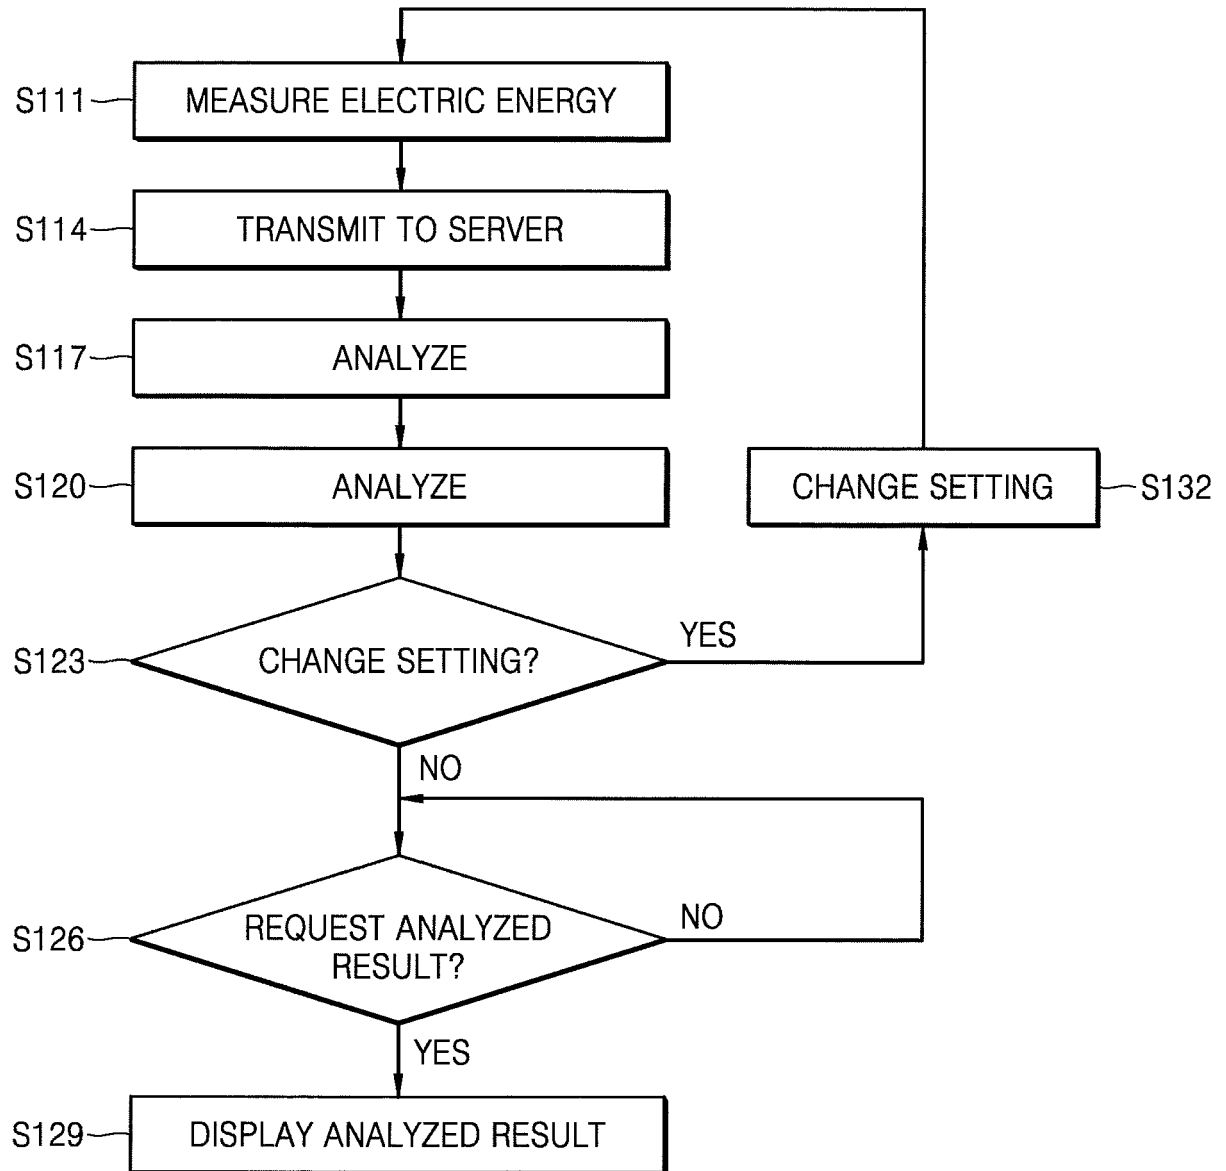 S111
MEASURE ELECTRIC ENERGY
S114
TRANSMIT TO SERVER
S117
ANALYZE
S120
ANALYZE
CHANGE SETTING
S132
S123
CHANGE SETTING?
YES
NO
S126
REQUEST ANALYZED
RESULT?
NO
YES
S129
DISPLAY ANALYZED RESULT